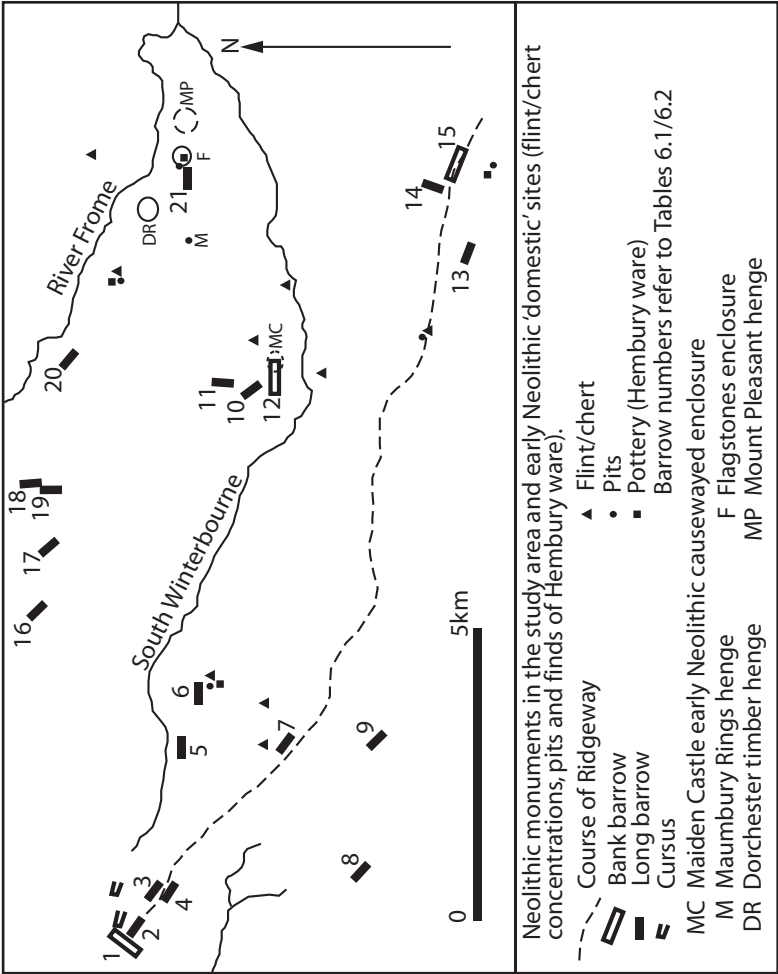 N
River Frome
South Winterbourne
1
2
3
4
5
6
7
8
9
10
11
12
MC
13
14
15
16
17
18
19
20
21
F
M
DR
MP
0
5km
Neolithic monuments in the study area and early Neolithic 'domestic' sites (flint/chert
concentrations, pits and finds of Hembury ware).
Course of Ridgeway
Bank barrow
Long barrow
Cursus
Flint/chert
Pits
Pottery (Hembury ware)
Barrow numbers refer to Tables 6.1/6.2
MC Maiden Castle early Neolithic causewayed enclosure
M Maumbury Rings henge
F Flagstones enclosure
DR Dorchester timber henge
MP Mount Pleasant henge